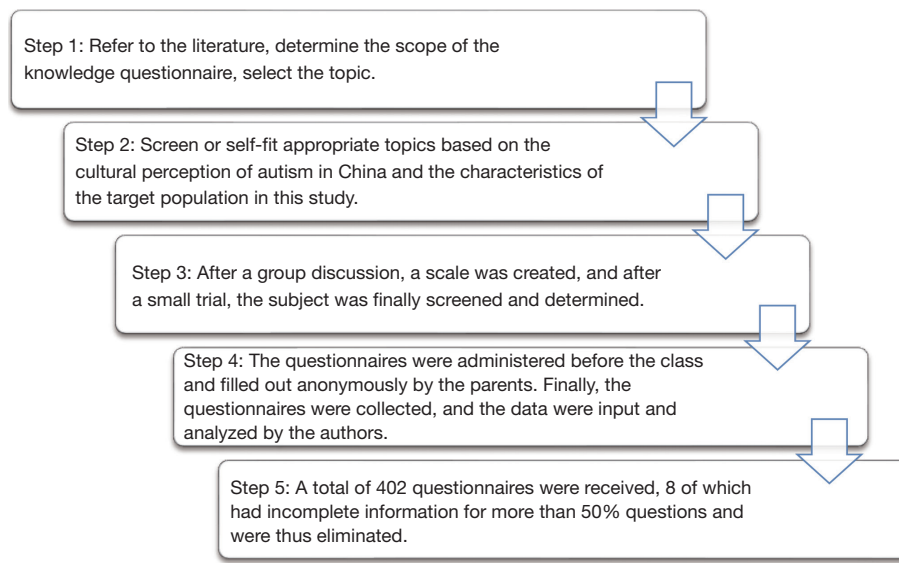 Step 1: Refer to the literature, determine the scope of the
knowledge questionnaire, select the topic.
Step 2: Screen or self-fit appropriate topics based on the
cultural perception of autism in China and the characteristics of
the target population in this study.
Step 3: After a group discussion, a scale was created, and after
a small trial, the subject was finally screened and determined.
Step 4: The questionnaires were administered before the class
and filled out anonymously by the parents. Finally, the
questionnaires were collected, and the data were input and
analyzed by the authors.
Step 5: A total of 402 questionnaires were received, 8 of which
had incomplete information for more than 50% questions and
were thus eliminated.